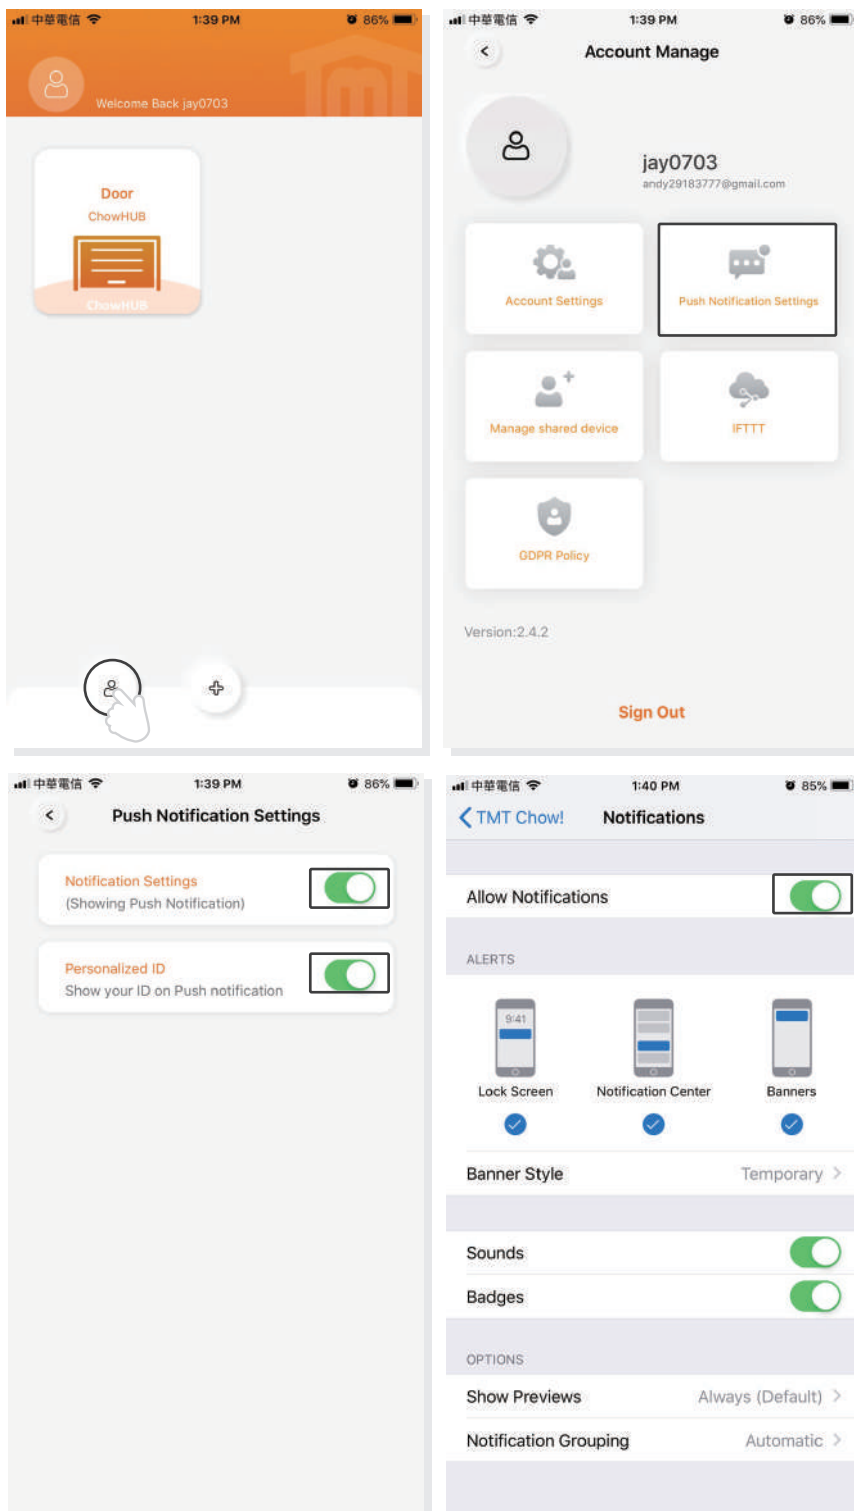 中華電信
1:39 PM
86%
Welcome Back jay0703
Door
ChowHUB
ChowHUB
中華電信
1:39 PM
86%
Account Manage
jay0703
andy29183777@gmail.com
Account Settings
Push Notification Settings
Manage shared device
IFTTT
GDPR Policy
Version:2.4.2
Sign Out
中華電信
1:39 PM
86%
Push Notification Settings
Notification Settings
(Showing Push Notification)
Personalized ID
Show your ID on Push notification
中華電信
1:40 PM
85%
TMT Chow!
Notifications
Allow Notifications
ALERTS
9:41
Lock Screen
Notification Center
Banners
Banner Style
Temporary
Sounds
Badges
OPTIONS
Show Previews
Always (Default)
Notification Grouping
Automatic